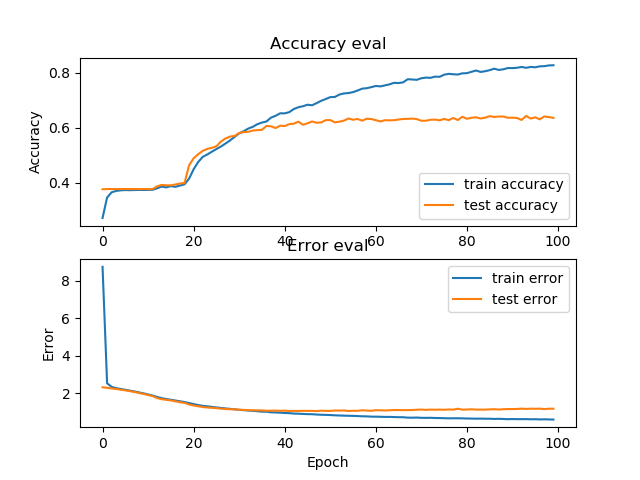 Accuracy eval
Accuracy
0.8
0.6
0.4
train accuracy
test accuracy
0 20 40 60 80 100
Error eval
Error
8
6
4
2
train error
test error
0 20 40 60 80 100
Epoch